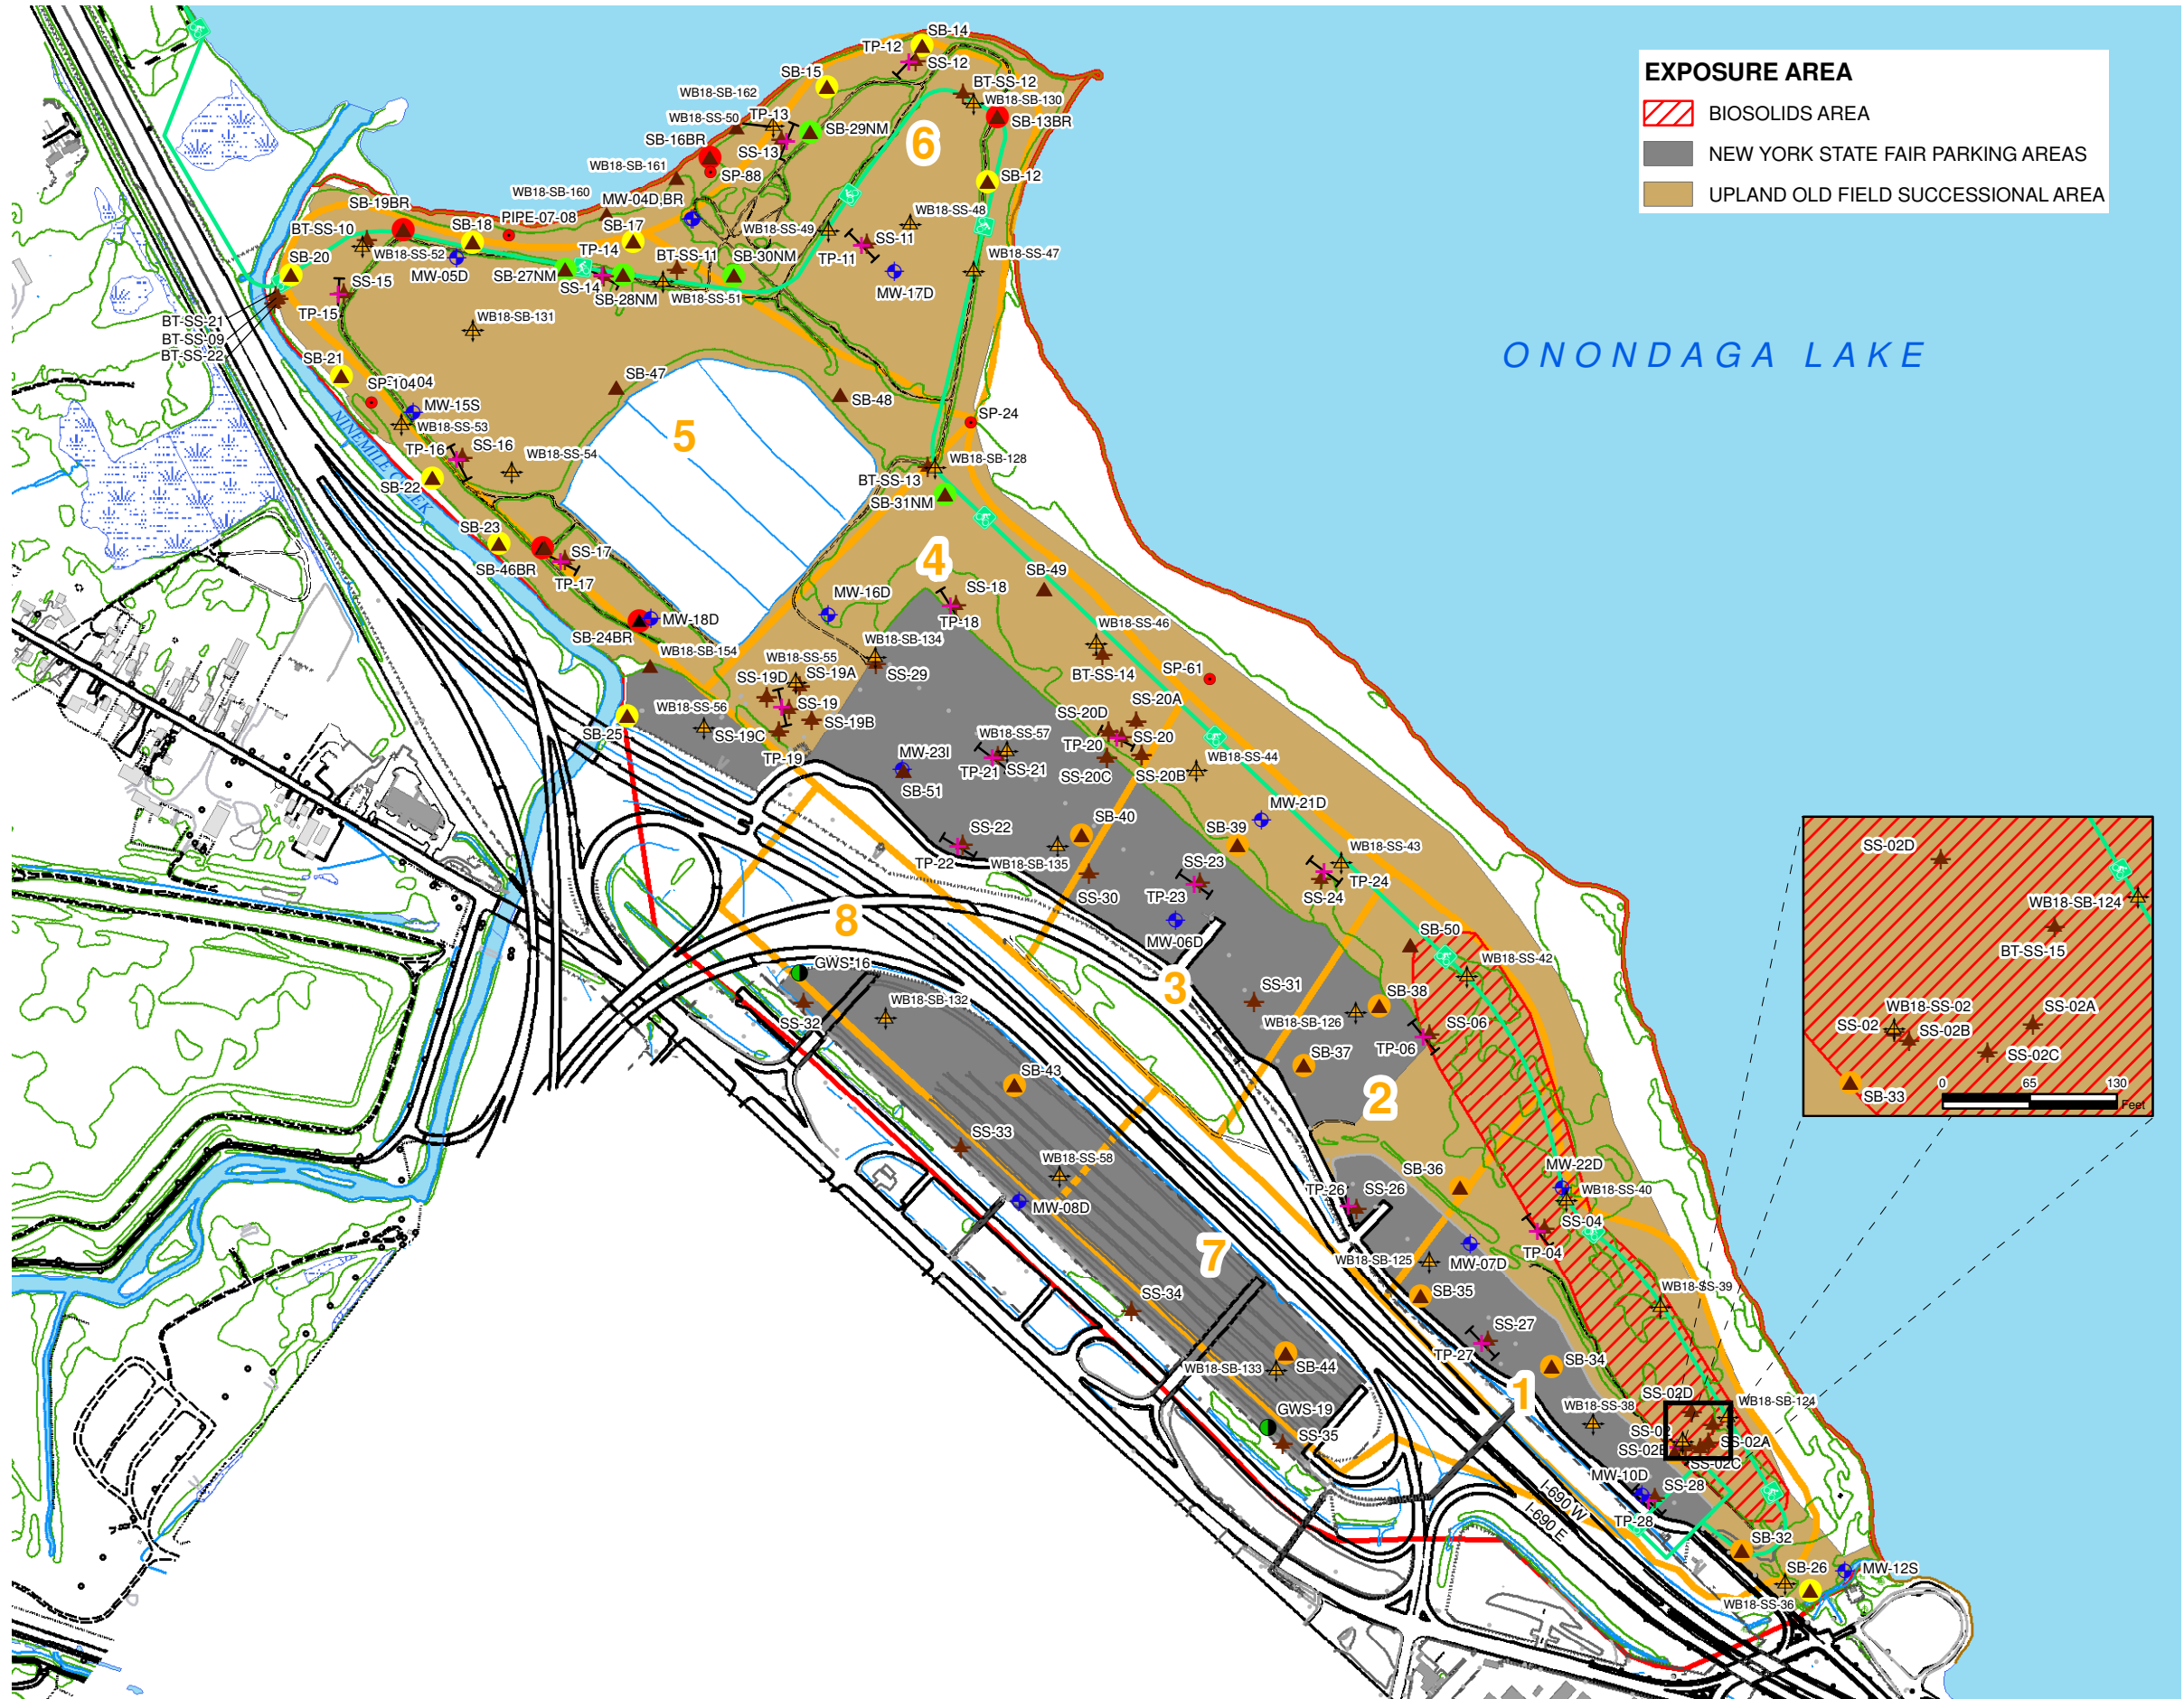 EXPOSURE AREA
BIOSOLIDS AREA
NEW YORK STATE FAIR PARKING AREAS
UPLAND OLD FIELD SUCCESSIONAL AREA
SB-14
TP-12
SS-12
SB-15
BT-SS-12
WB18-SB-162
WB18-SB-130
WB18-SS-50
TP-13
SB-13BR
SB-29NM
SB-16BR
SS-13
6
WB18-SB-161
SP-88
SB-12
WB18-SB-160
MW-04D,BR
SB-19BR
PIPE-07-08
WB18-SS-48
SB-18
SB-17
BT-SS-10
WB18-SS-49
SS-11
TP-14
WB18-SS-47
SB-20
WB18-SS-52
BT-SS-11
SB-30NM
TP-11
MW-05D
SB-27NM
SS-14
SS-15
SB-28NM
WB18-SS-51
MW-17D
TP-15
BT-SS-21
BT-SS-09
BT-SS-22
WB18-SB-131
ONONDAGA LAKE
SB-21
SP-104
SB-47
SB-48
MW-15S
SP-24
NINEMILE CREEK
WB18-SS-53
5
TP-16
SS-16
WB18-SS-54
WB18-SB-128
BT-SS-13
SB-22
SB-31NM
SB-23
SS-17
4
SB-46BR
TP-17
SB-49
SS-18
MW-16D
TP-18
MW-18D
SB-24BR
WB18-SS-46
WB18-SB-134
WB18-SB-154
WB18-SS-55
SS-19A
SS-29
BT-SS-14
SP-61
SS-19D
SS-19
SS-20A
WB18-SS-56
SS-19B
SS-20D
SB-25
SS-19C
WB18-SS-57
TP-20
SS-20
TP-19
MW-23I
TP-21
SS-21
SS-20C
SS-20B
WB18-SS-44
SB-51
MW-21D
SS-22
SB-40
SB-39
TP-22
WB18-SB-135
SS-23
WB18-SS-43
TP-24
SS-30
TP-23
SS-24
8
MW-06D
SB-50
GWS-16
WB18-SS-42
3
SS-31
SB-38
WB18-SB-132
SS-32
WB18-SB-126
SS-06
TP-06
SB-37
SB-43
2
SS-33
WB18-SS-58
SB-36
MW-22D
WB18-SS-40
TP-26
SS-26
MW-08D
SS-04
TP-04
7
WB18-SB-125
MW-07D
SB-35
WB18-SS-39
SS-34
SS-27
TP-27
SB-34
WB18-SB-133
SB-44
1
SS-02D
WB18-SB-124
WB18-SS-38
GWS-19
SS-02
SS-35
SS-02A
SS-02C
MW-10D
SS-28
I-690 W
I-690 E
TP-28
SB-32
SB-26
MW-12S
WB18-SS-36
SS-02D
WB18-SB-124
BT-SS-15
WB18-SS-02
SS-02A
SS-02
SS-02B
SS-02C
SB-33
0 65 130
Feet